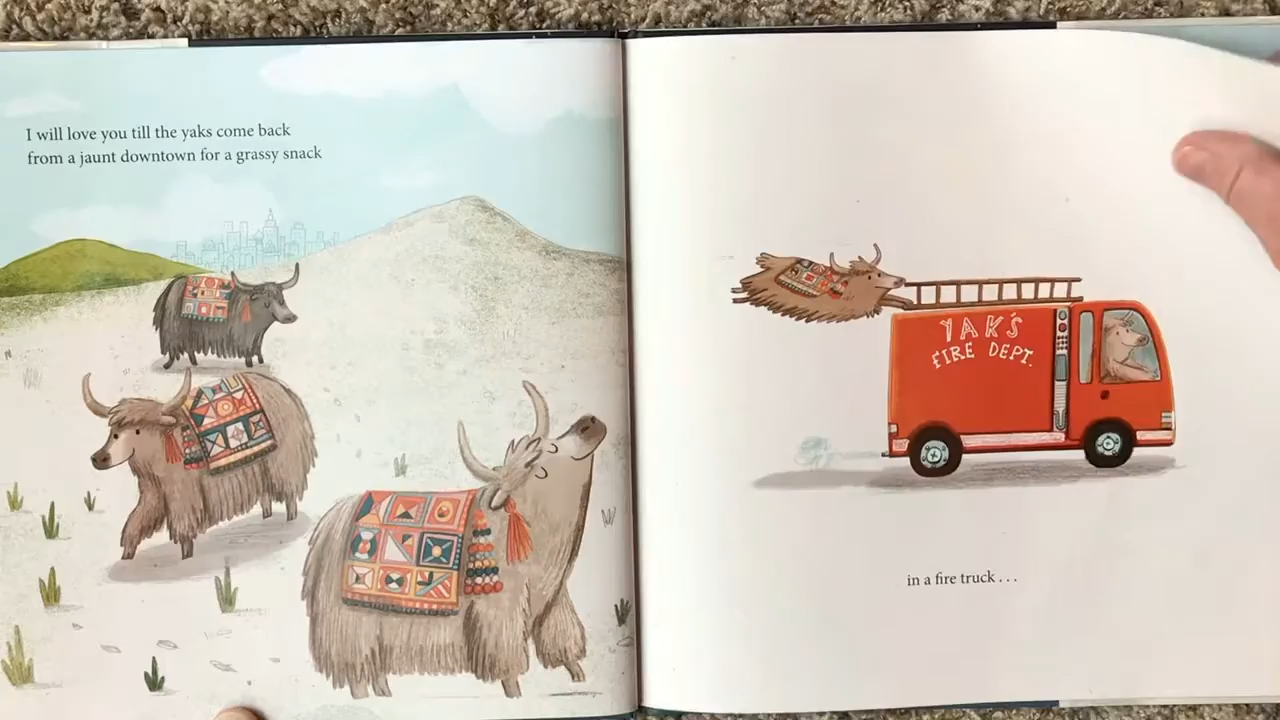 I will love you till the yaks come back
from a jaunt downtown for a grassy snack
YAK'S
FIRE DEPT.
in a fire truck . . .